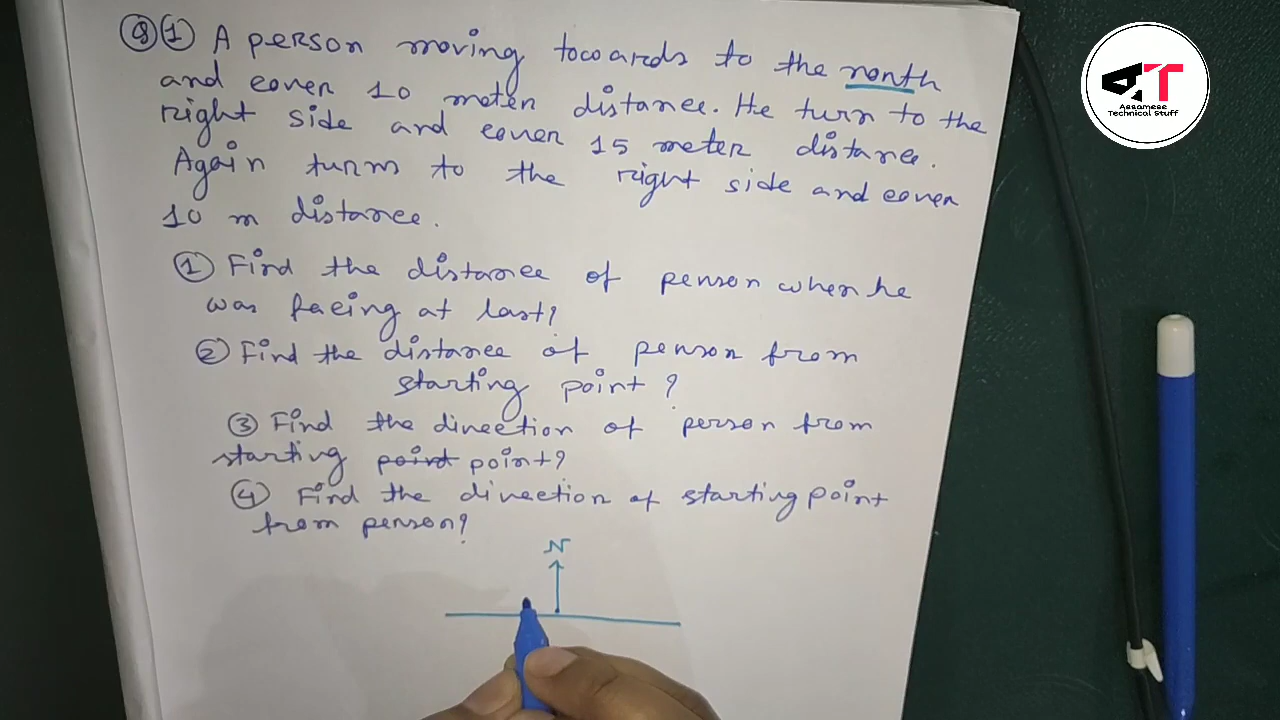 Q ① A person moving towards to the north
and cover 10 meter distance. He turn to the
right side and cover 15 meter distance.
Again turns to the right side and cover
10 m distance.
① Find the distance of person when he
was facing at last?
② Find the distance of person from
starting point ?
③ Find the direction of person from
starting point point?
④ Find the direction of starting point
from person?
N
AT
Assamese
Technical Stuff